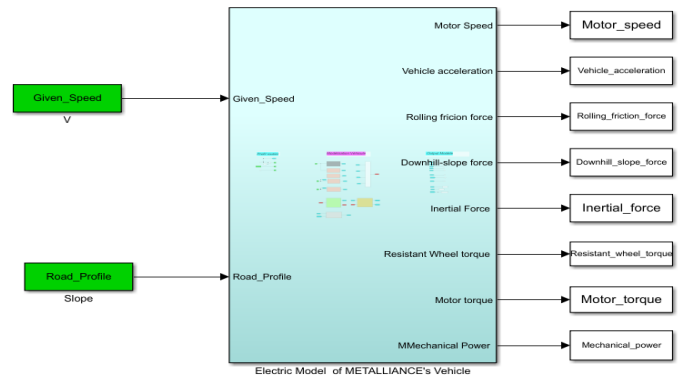 Given_Speed
V
Road_Profile
Slope
Given_Speed
Road_Profile
Motor Speed
Vehicle acceleration
Rolling fricion force
Downhill-slope force
Inertial Force
Resistant Wheel torque
Motor torque
MMechanical Power
Electric Model of METALLIANCE's Vehicle
Motor_speed
Vehicle_acceleration
Rolling_friction_force
Downhill_slope_force
Inertial_force
Resistant_wheel_torque
Motor_torque
Mechanical_power